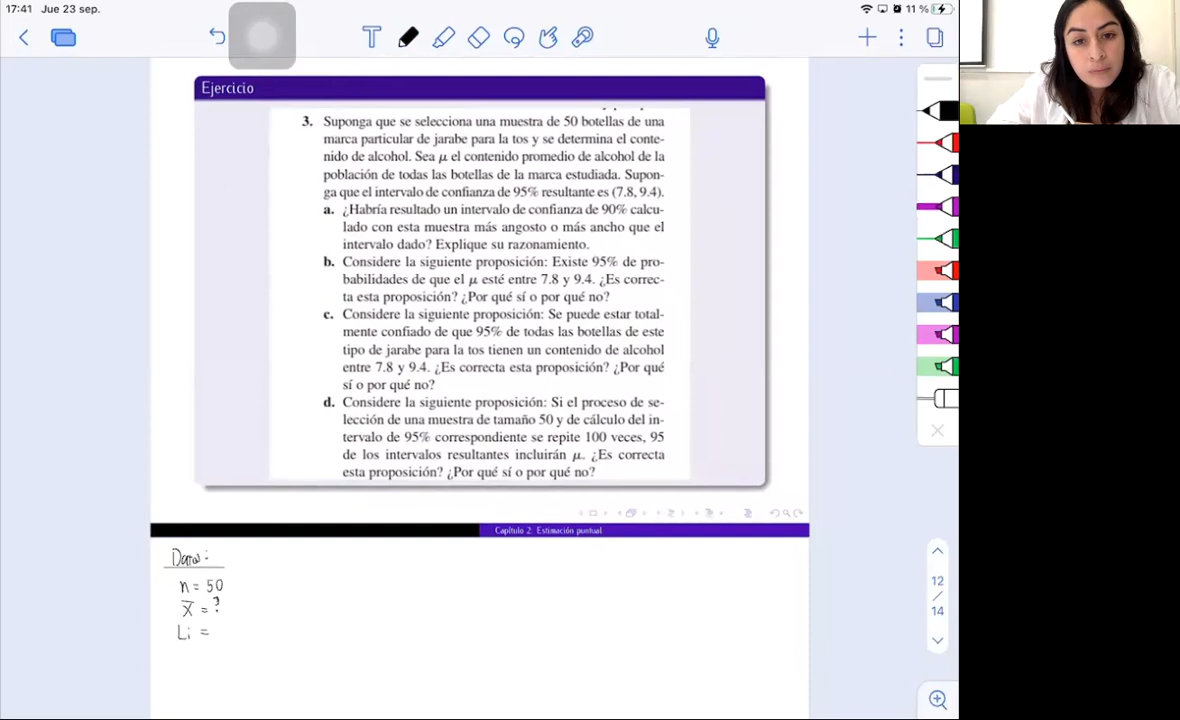 17:41 Jue 23 sep.
11 %
Ejercicio
3. Suponga que se selecciona una muestra de 50 botellas de una
marca particular de jarabe para la tos y se determina el conte-
nido de alcohol. Sea μ el contenido promedio de alcohol de la
población de todas las botellas de la marca estudiada. Supon-
ga que el intervalo de confianza de 95% resultante es (7.8, 9.4).
a. ¿Habría resultado un intervalo de confianza de 90% calcu-
lado con esta muestra más angosto o más ancho que el
intervalo dado? Explique su razonamiento.
b. Considere la siguiente proposición: Existe 95% de pro-
babilidades de que el μ esté entre 7.8 y 9.4. ¿Es correc-
ta esta proposición? ¿Por qué sí o por qué no?
c. Considere la siguiente proposición: Se puede estar total-
mente confiado de que 95% de todas las botellas de este
tipo de jarabe para la tos tienen un contenido de alcohol
entre 7.8 y 9.4. ¿Es correcta esta proposición? ¿Por qué
sí o por qué no?
d. Considere la siguiente proposición: Si el proceso de se-
lección de una muestra de tamaño 50 y de cálculo del in-
tervalo de 95% correspondiente se repite 100 veces, 95
de los intervalos resultantes incluirán μ. ¿Es correcta
esta proposición? ¿Por qué sí o por qué no?
Capítulo 2. Estimación puntual
Datos:
n = 50
x̅ = ?
Li =
12
/
14